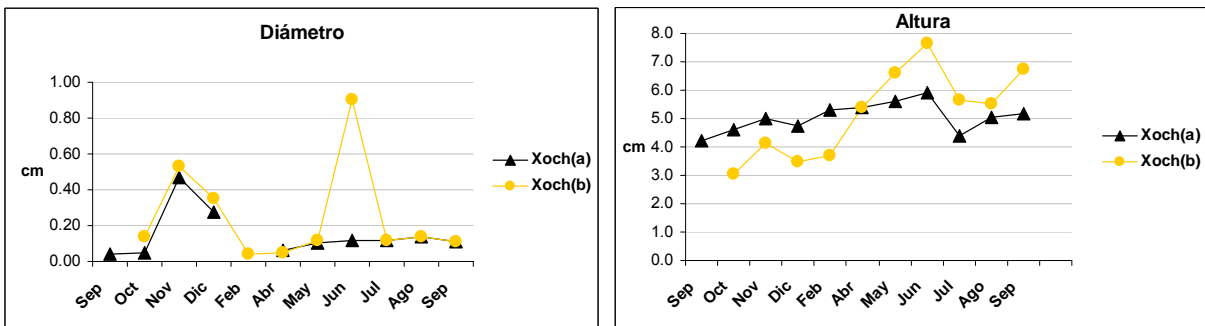 Diámetro
1.00
0.80
0.60
0.40
0.20
0.00
cm
Sep
Oct
Nov
Dic
Feb
Abr
May
Jun
Jul
Ago
Sep
Xoch(a)
Xoch(b)
Altura
8.0
7.0
6.0
5.0
4.0
3.0
2.0
1.0
0.0
cm
Sep
Oct
Nov
Dic
Feb
Abr
May
Jun
Jul
Ago
Sep
Xoch(a)
Xoch(b)